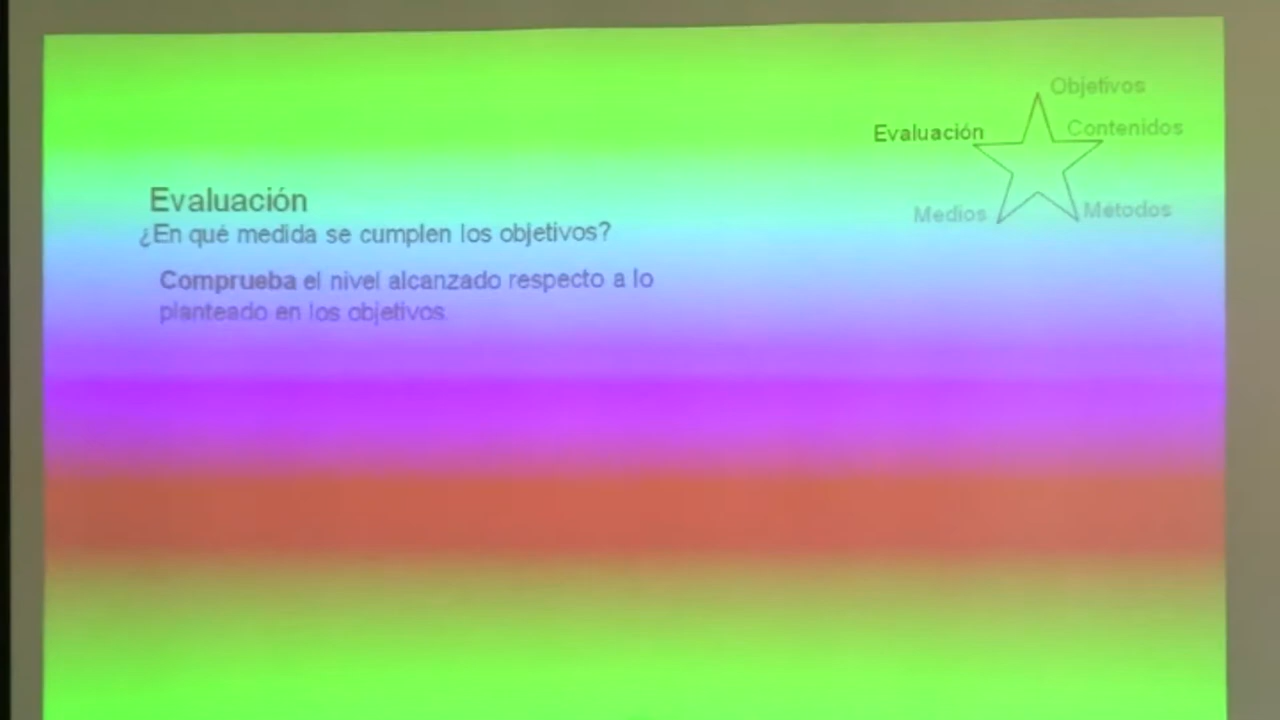 Objetivos
Evaluación
Contenidos
Medios
Métodos
Evaluación
¿En qué medida se cumplen los objetivos?
Comprueba el nivel alcanzado respecto a lo
planteado en los objetivos.